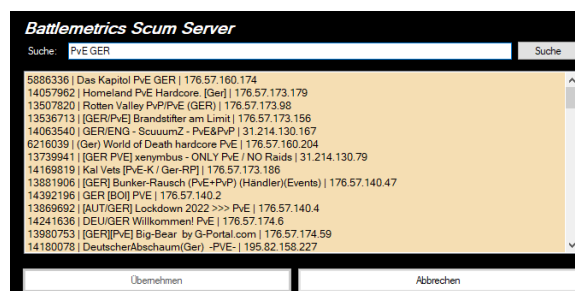 Battlemetrics Scum Server
Suche: PvE GER Suche
5886336 | Das Kapitol PvE GER | 176.57.160.174
14057962 | Homeland PvE Hardcore. [Ger] | 176.57.173.179
13507820 | Rotten Valley PvP/PvE (GER) | 176.57.173.98
13536713 | [GER/PvE] Brandstifter am Limit | 176.57.173.156
14063540 | GER/ENG - ScuuumZ - PvE&PvP | 31.214.130.167
6216039 | (Ger) World of Death hardcore PvE | 176.57.160.204
13739941 | [GER PVE] xenymbus - ONLY PvE / NO Raids | 31.214.130.79
14169819 | Kal Vets [PvE-K / Ger-RP] | 176.57.173.186
13881906 | [GER] Bunker-Rausch (PvE+PvP) (Händler)(Events) | 176.57.140.47
14392196 | GER [BOI] PVE | 176.57.140.2
13869692 | [AUT/GER] Lockdown 2022 >>> PvE | 176.57.140.4
14241636 | DEU/GER Willkommen! PvE | 176.57.174.6
13980753 | [GER][PvE] Big-Bear by G-Portal.com | 176.57.174.59
14180078 | DeutscherAbschaum(Ger) -PVE- | 195.82.158.227
Übernehmen Abbrechen